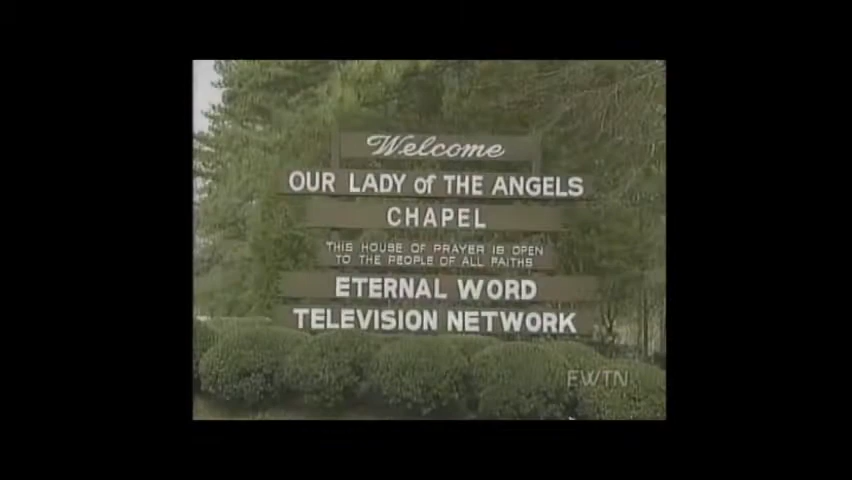 Welcome
OUR LADY of THE ANGELS
CHAPEL
THIS HOUSE OF PRAYER IS OPEN
TO THE PEOPLE OF ALL FAITHS
ETERNAL WORD
TELEVISION NETWORK
EWTN